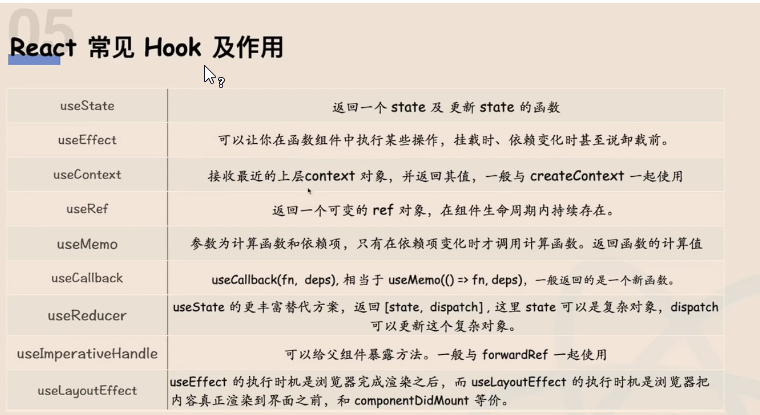 05
React 常见 Hook 及作用
useState 返回一个 state 及 更新 state 的函数
useEffect 可以让你在函数组件中执行某些操作，挂载时、依赖变化时甚至说卸载前。
useContext 接收最近的上层context 对象，并返回其值，一般与 createContext 一起使用
useRef 返回一个可变的 ref 对象，在组件生命周期内持续存在。
useMemo 参数为计算函数和依赖项，只有在依赖项变化时才调用计算函数。返回函数的计算值
useCallback useCallback(fn, deps), 相当于 useMemo(() => fn, deps)，一般返回的是一个新函数。
useReducer useState 的更丰富替代方案，返回 [state, dispatch] , 这里 state 可以是复杂对象，dispatch
可以更新这个复杂对象。
useImperativeHandle 可以给父组件暴露方法。一般与 forwardRef 一起使用
useLayoutEffect useEffect 的执行时机是浏览器完成渲染之后，而 useLayoutEffect 的执行时机是浏览器把
内容真正渲染到界面之前，和 componentDidMount 等价。